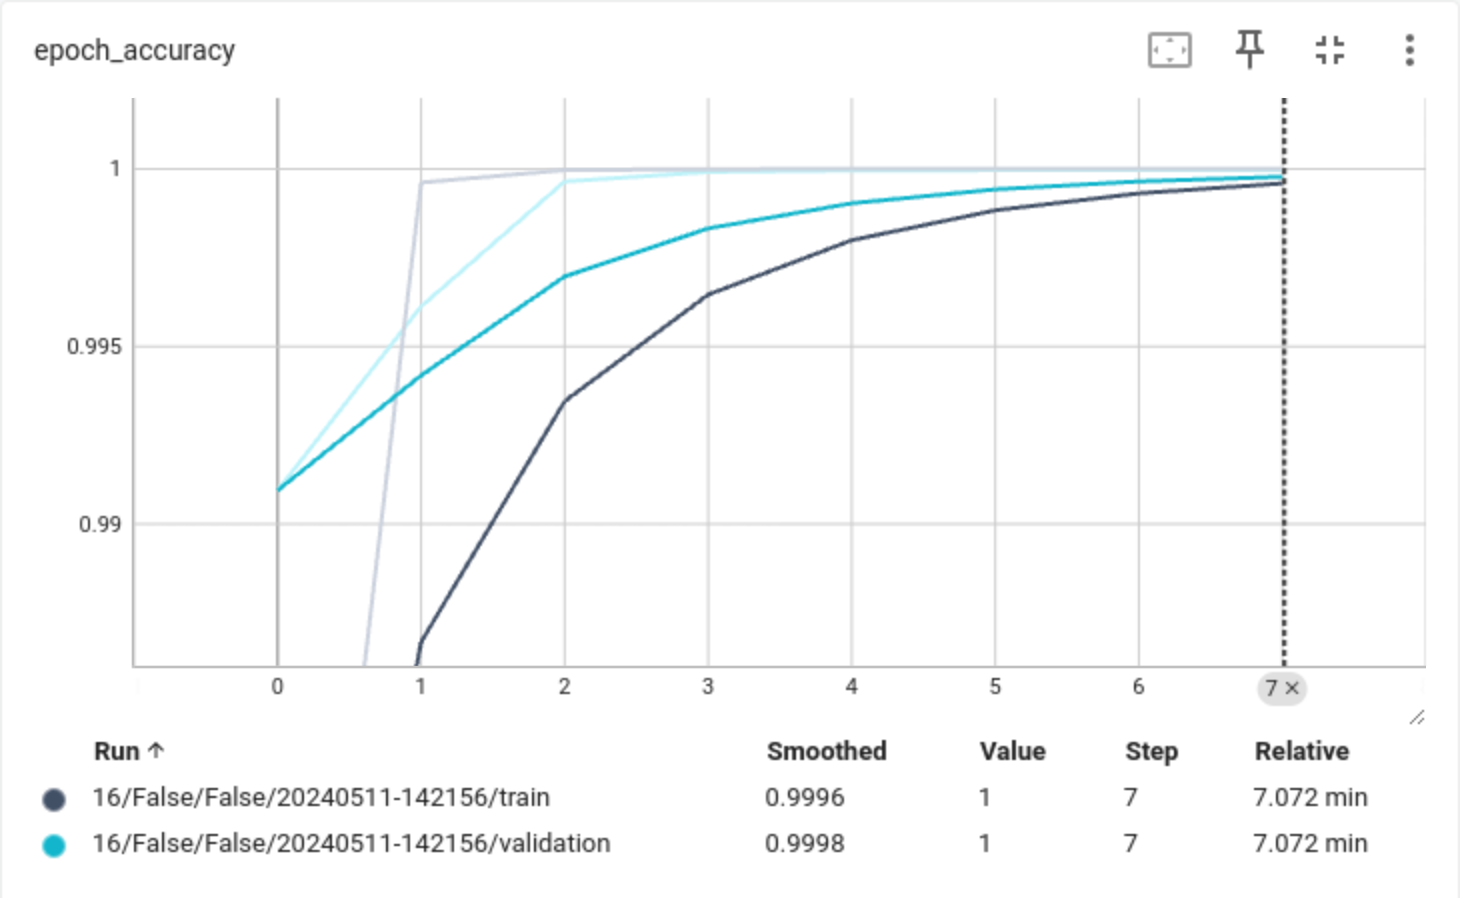 epoch_accuracy
1
0.995
0.99
0 1 2 3 4 5 6 7 ×
Run ↑ Smoothed Value Step Relative
16/False/False/20240511-142156/train 0.9996 1 7 7.072 min
16/False/False/20240511-142156/validation 0.9998 1 7 7.072 min